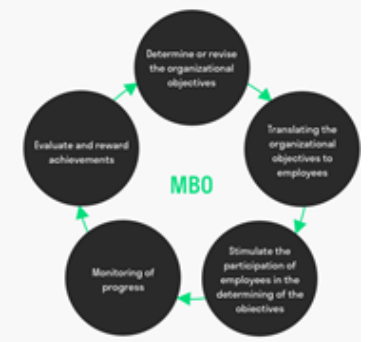 Determine or revise
the organizational
objectives
Translating the
organizational
objectives to
employees
Stimulate the
participation of
employees in the
determining of the
objectives
Monitoring of
progress
Evaluate and reward
achievements
MBO